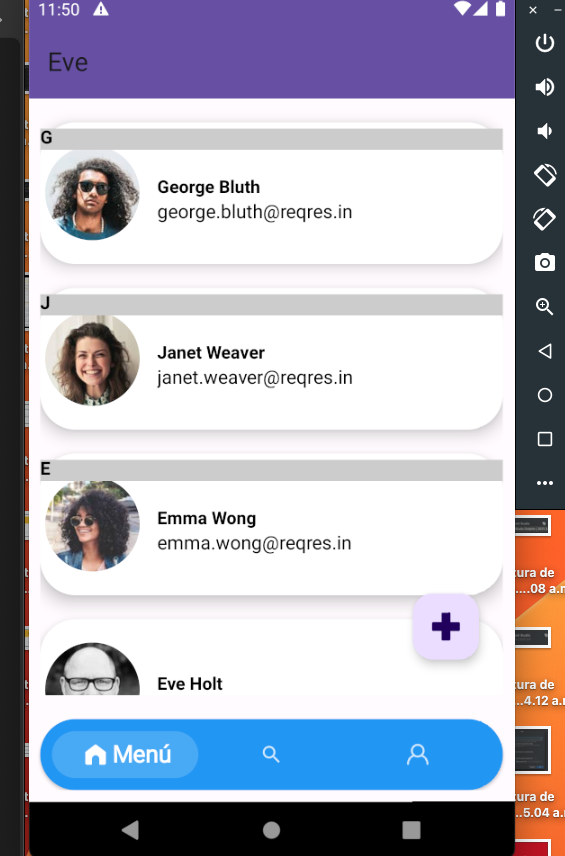 11:50
Eve
G
George Bluth
george.bluth@reqres.in
J
Janet Weaver
janet.weaver@reqres.in
E
Emma Wong
emma.wong@reqres.in
Eve Holt
Menú
tura de
....08 a.m
tura de
...4.12 a.m
tura de
...5.04 a.m